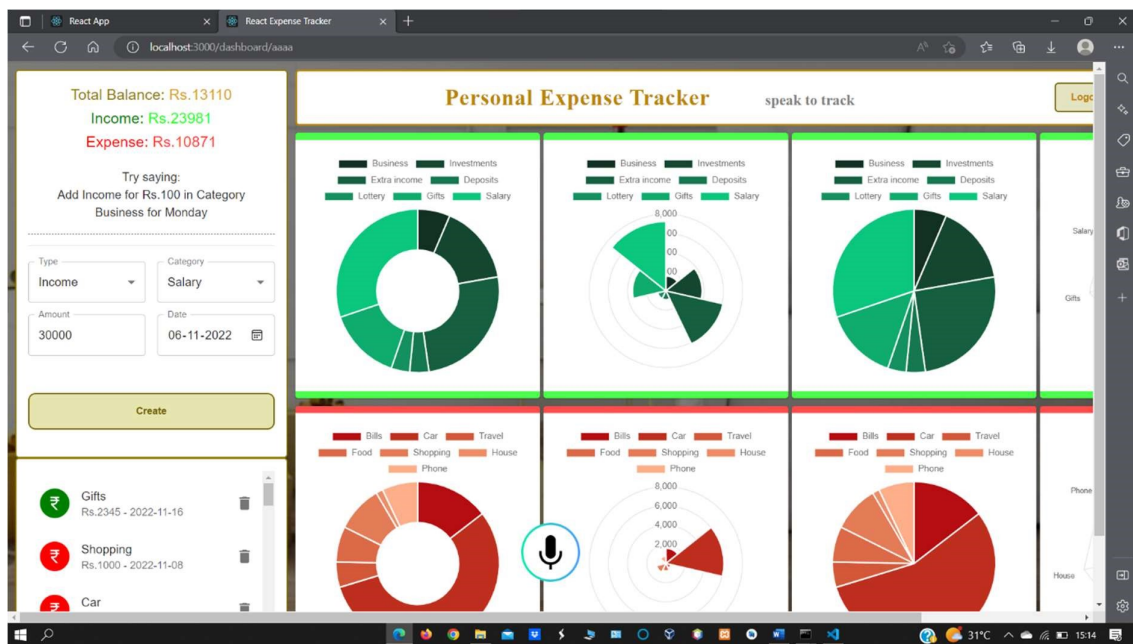 React App
React Expense Tracker
localhost:3000/dashboard/aaaa
Total Balance: Rs.13110
Income: Rs.23981
Expense: Rs.10871
Try saying:
Add Income for Rs.100 in Category
Business for Monday
Type
Income
Category
Salary
Amount
30000
Date
06-11-2022
Create
Gifts
Rs.2345 - 2022-11-16
Shopping
Rs.1000 - 2022-11-08
Car
Personal Expense Tracker speak to track
Logo
Business Investments
Extra income Deposits
Lottery Gifts Salary
Business Investments
Extra income Deposits
Lottery Gifts Salary
8,000
00
00
00
Business Investments
Extra income Deposits
Lottery Gifts Salary
Salary
Gifts
Bills Car Travel
Food Shopping House
Phone
Bills Car Travel
Food Shopping House
Phone
8,000
6,000
4,000
2,000
Bills Car Travel
Food Shopping House
Phone
Phone
House
31°C
15:14